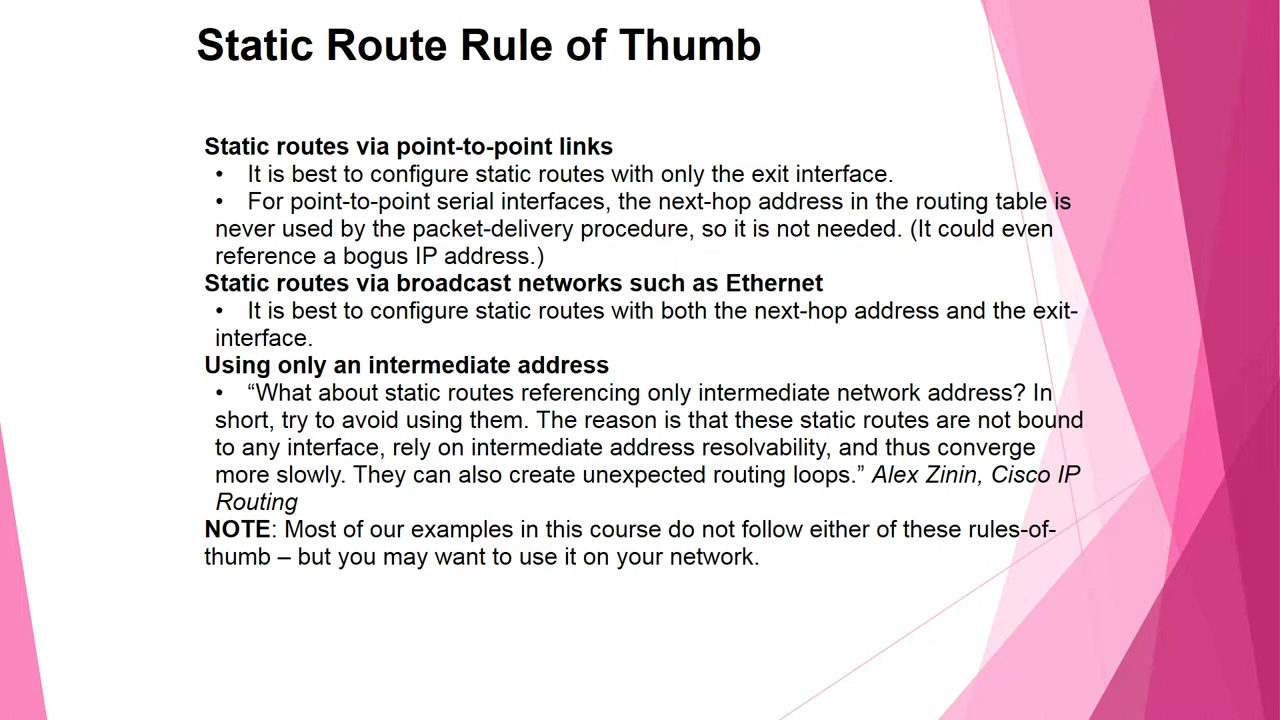 Static Route Rule of Thumb
Static routes via point-to-point links
• It is best to configure static routes with only the exit interface.
• For point-to-point serial interfaces, the next-hop address in the routing table is
never used by the packet-delivery procedure, so it is not needed. (It could even
reference a bogus IP address.)
Static routes via broadcast networks such as Ethernet
• It is best to configure static routes with both the next-hop address and the exit-
interface.
Using only an intermediate address
• “What about static routes referencing only intermediate network address? In
short, try to avoid using them. The reason is that these static routes are not bound
to any interface, rely on intermediate address resolvability, and thus converge
more slowly. They can also create unexpected routing loops.” Alex Zinin, Cisco IP
Routing
NOTE: Most of our examples in this course do not follow either of these rules-of-
thumb – but you may want to use it on your network.